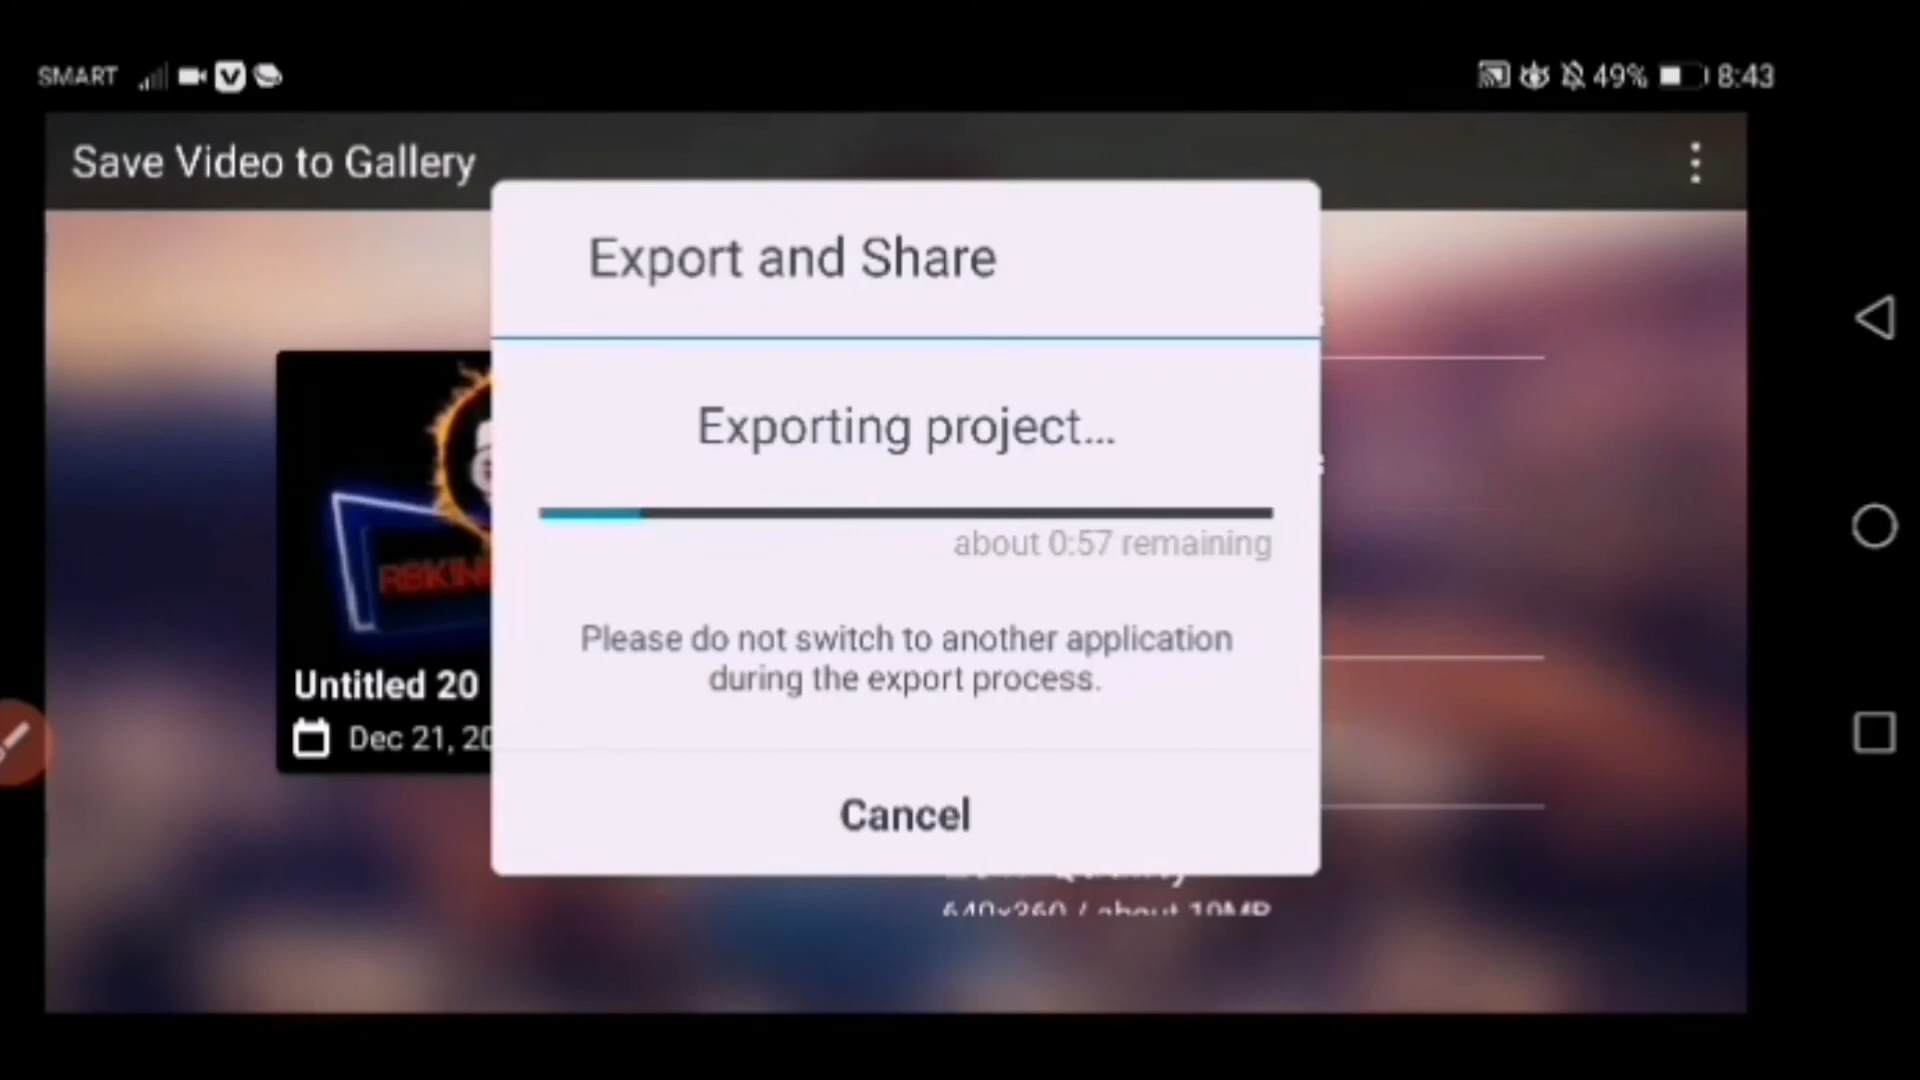 SMART
49%
8:43
Save Video to Gallery
Export and Share
Exporting project...
about 0:57 remaining
Please do not switch to another application
during the export process.
Untitled 20
Dec 21, 20
Cancel